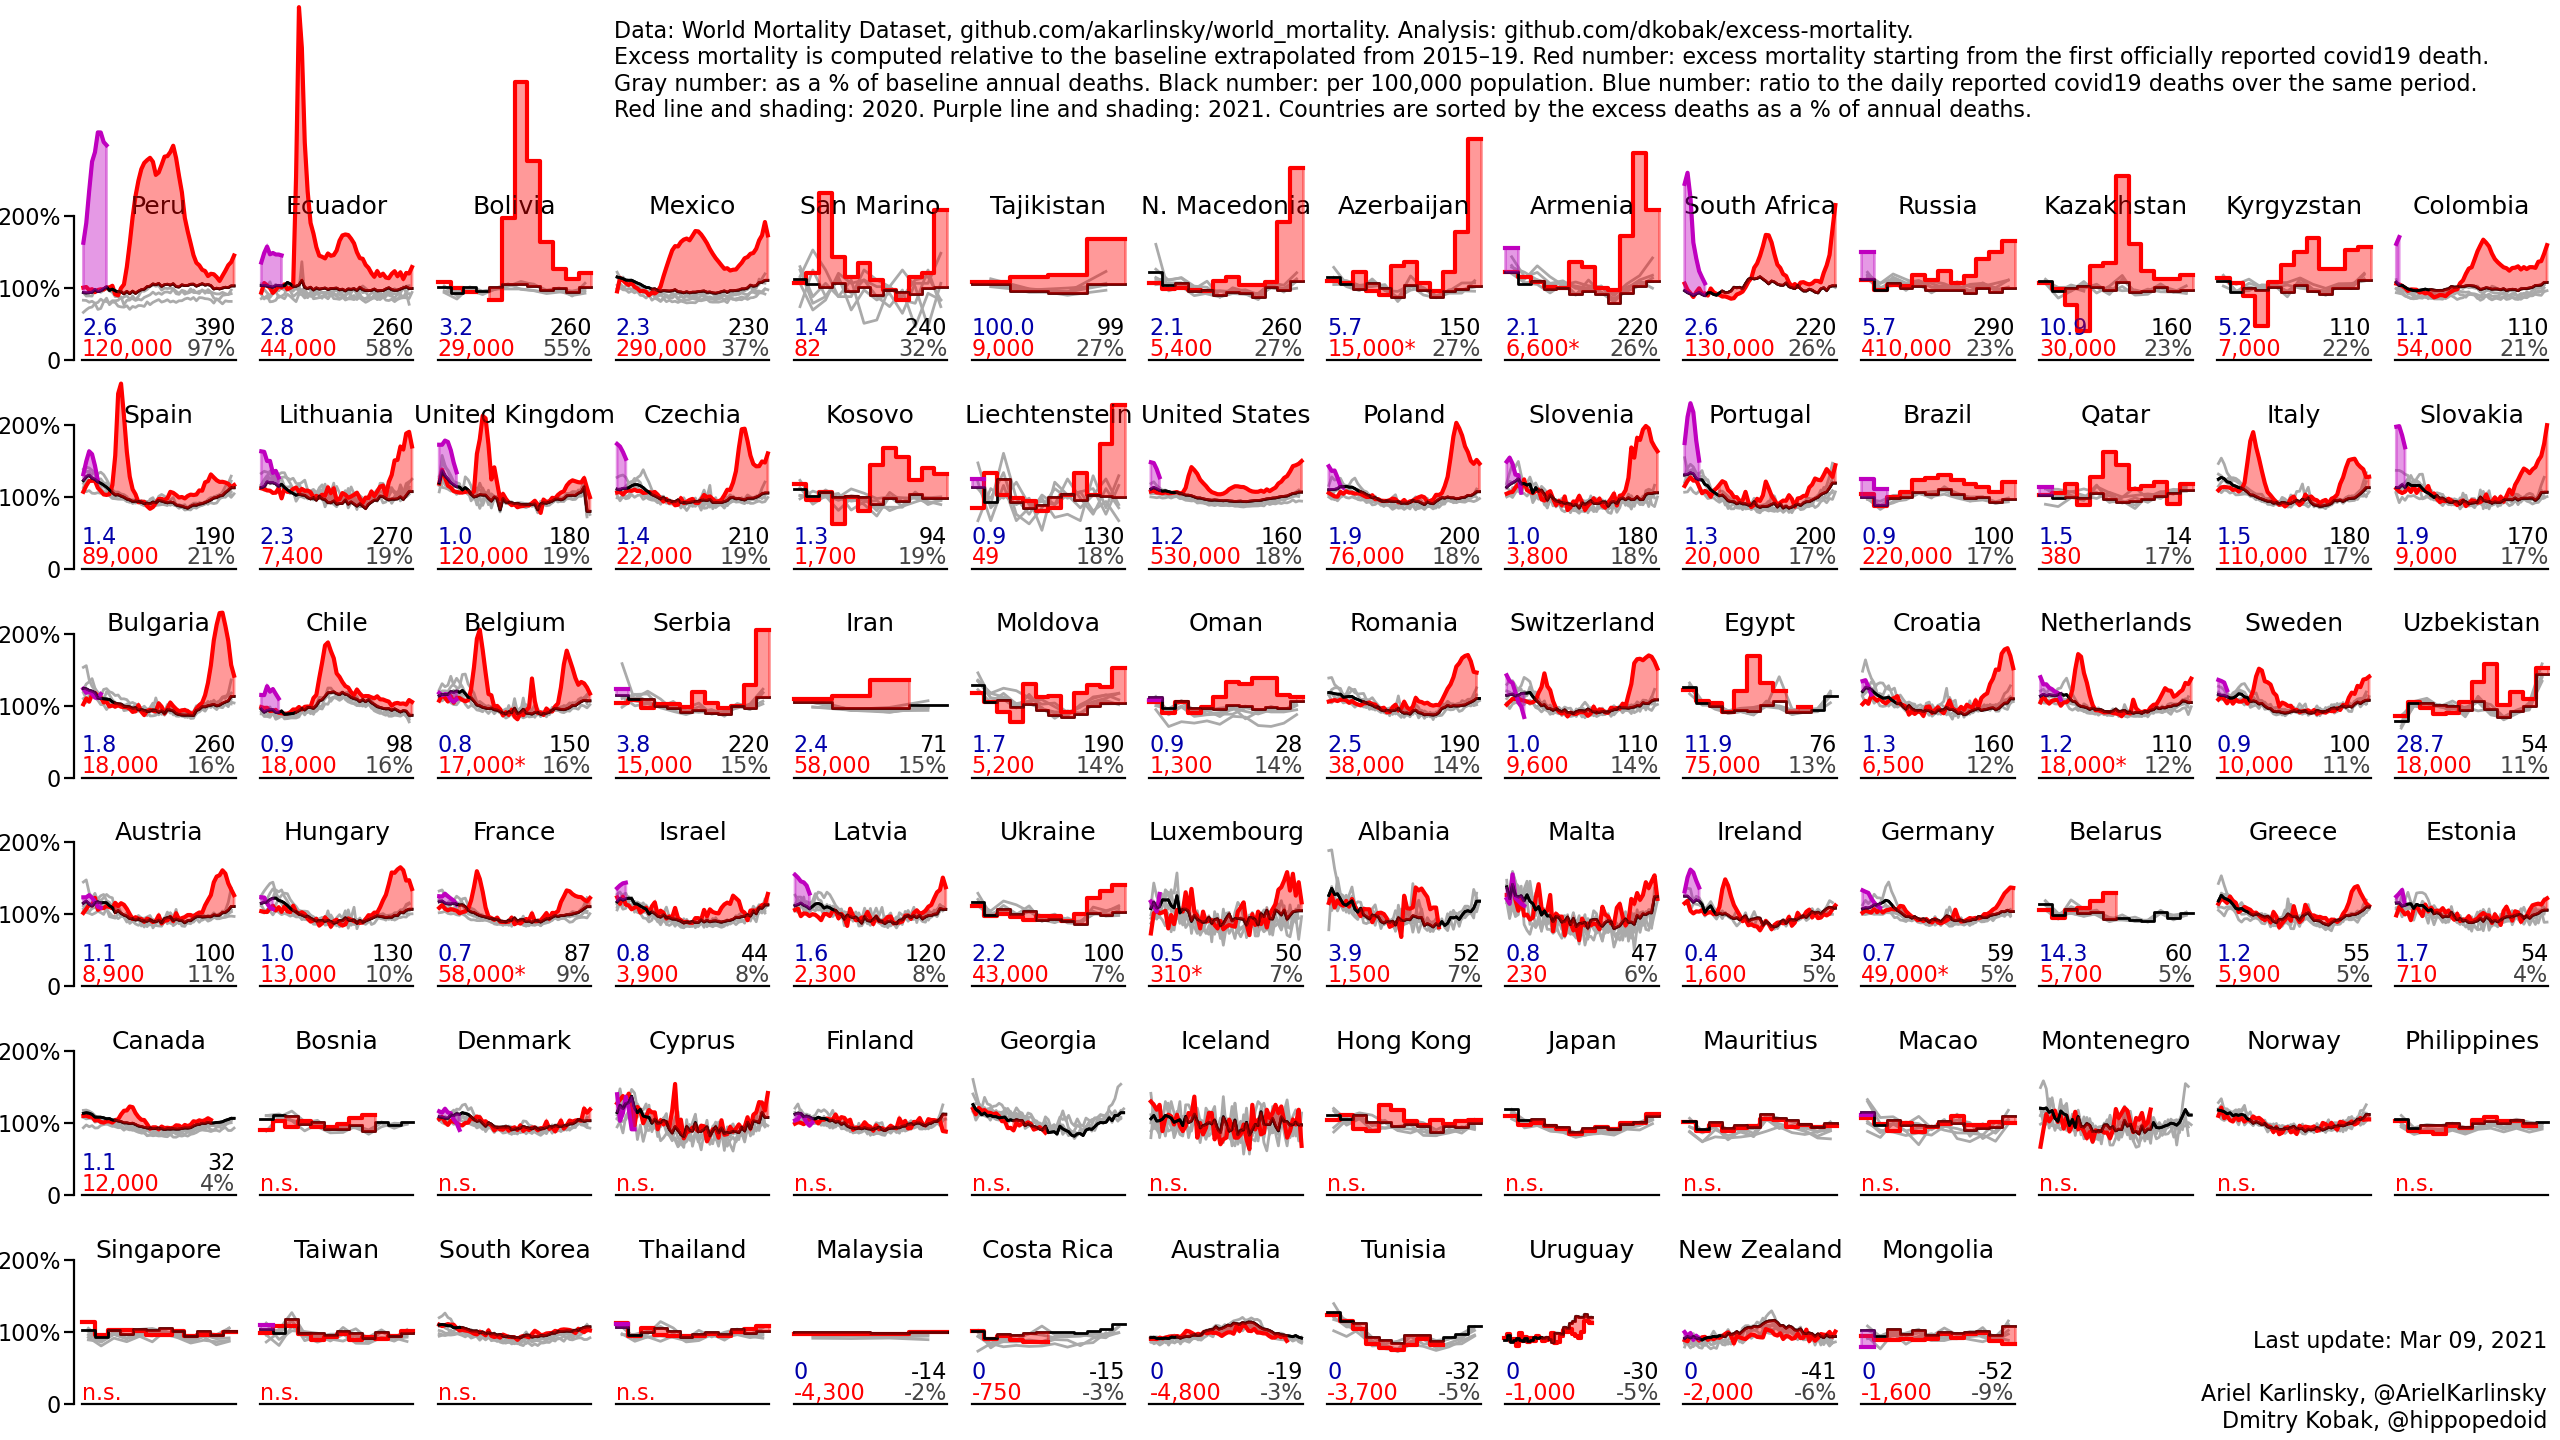 Data: World Mortality Dataset, github.com/akarlinsky/world_mortality. Analysis: github.com/dkobak/excess-mortality.
Excess mortality is computed relative to the baseline extrapolated from 2015–19. Red number: excess mortality starting from the first officially reported covid19 death.
Gray number: as a % of baseline annual deaths. Black number: per 100,000 population. Blue number: ratio to the daily reported covid19 deaths over the same period.
Red line and shading: 2020. Purple line and shading: 2021. Countries are sorted by the excess deaths as a % of annual deaths.
Peru Ecuador Bolivia Mexico San Marino Tajikistan N. Macedonia Azerbaijan Armenia South Africa Russia Kazakhstan Kyrgyzstan Colombia
200%
100%
2.6 390 2.8 260 3.2 260 2.3 230 1.4 240 100.0 99 2.1 260 5.7 150 2.1 220 2.6 220 5.7 290 10.9 160 5.2 110 1.1 110
0 120,000 97% 44,000 58% 29,000 55% 290,000 37% 82 32% 9,000 27% 5,400 27% 15,000* 27% 6,600* 26% 130,000 26% 410,000 23% 30,000 23% 7,000 22% 54,000 21%
Spain Lithuania United Kingdom Czechia Kosovo Liechtenstein United States Poland Slovenia Portugal Brazil Qatar Italy Slovakia
200%
100%
1.4 190 2.3 270 1.0 180 1.4 210 1.3 94 0.9 130 1.2 160 1.9 200 1.0 180 1.3 200 0.9 100 1.5 14 1.5 180 1.9 170
0 89,000 21% 7,400 19% 120,000 19% 22,000 19% 1,700 19% 49 18% 530,000 18% 76,000 18% 3,800 18% 20,000 17% 220,000 17% 380 17% 110,000 17% 9,000 17%
Bulgaria Chile Belgium Serbia Iran Moldova Oman Romania Switzerland Egypt Croatia Netherlands Sweden Uzbekistan
200%
100%
1.8 260 0.9 98 0.8 150 3.8 220 2.4 71 1.7 190 0.9 28 2.5 190 1.0 110 11.9 76 1.3 160 1.2 110 0.9 100 28.7 54
0 18,000 16% 18,000 16% 17,000* 16% 15,000 15% 58,000 15% 5,200 14% 1,300 14% 38,000 14% 9,600 14% 75,000 13% 6,500 12% 18,000* 12% 10,000 11% 18,000 11%
Austria Hungary France Israel Latvia Ukraine Luxembourg Albania Malta Ireland Germany Belarus Greece Estonia
200%
100%
1.1 100 1.0 130 0.7 87 0.8 44 1.6 120 2.2 100 0.5 50 3.9 52 0.8 47 0.4 34 0.7 59 14.3 60 1.2 55 1.7 54
0 8,900 11% 13,000 10% 58,000* 9% 3,900 8% 2,300 8% 43,000 7% 310* 7% 1,500 7% 230 6% 1,600 5% 49,000* 5% 5,700 5% 5,900 5% 710 4%
Canada Bosnia Denmark Cyprus Finland Georgia Iceland Hong Kong Japan Mauritius Macao Montenegro Norway Philippines
200%
100%
1.1 32
0 12,000 4% n.s. n.s. n.s. n.s. n.s. n.s. n.s. n.s. n.s. n.s. n.s. n.s. n.s.
Singapore Taiwan South Korea Thailand Malaysia Costa Rica Australia Tunisia Uruguay New Zealand Mongolia
200%
100%
0 -14 0 -15 0 -19 0 -32 0 -30 0 -41 0 -52
0 n.s. n.s. n.s. n.s. -4,300 -2% -750 -3% -4,800 -3% -3,700 -5% -1,000 -5% -2,000 -6% -1,600 -9%
Last update: Mar 09, 2021
Ariel Karlinsky, @ArielKarlinsky
Dmitry Kobak, @hippopedoid